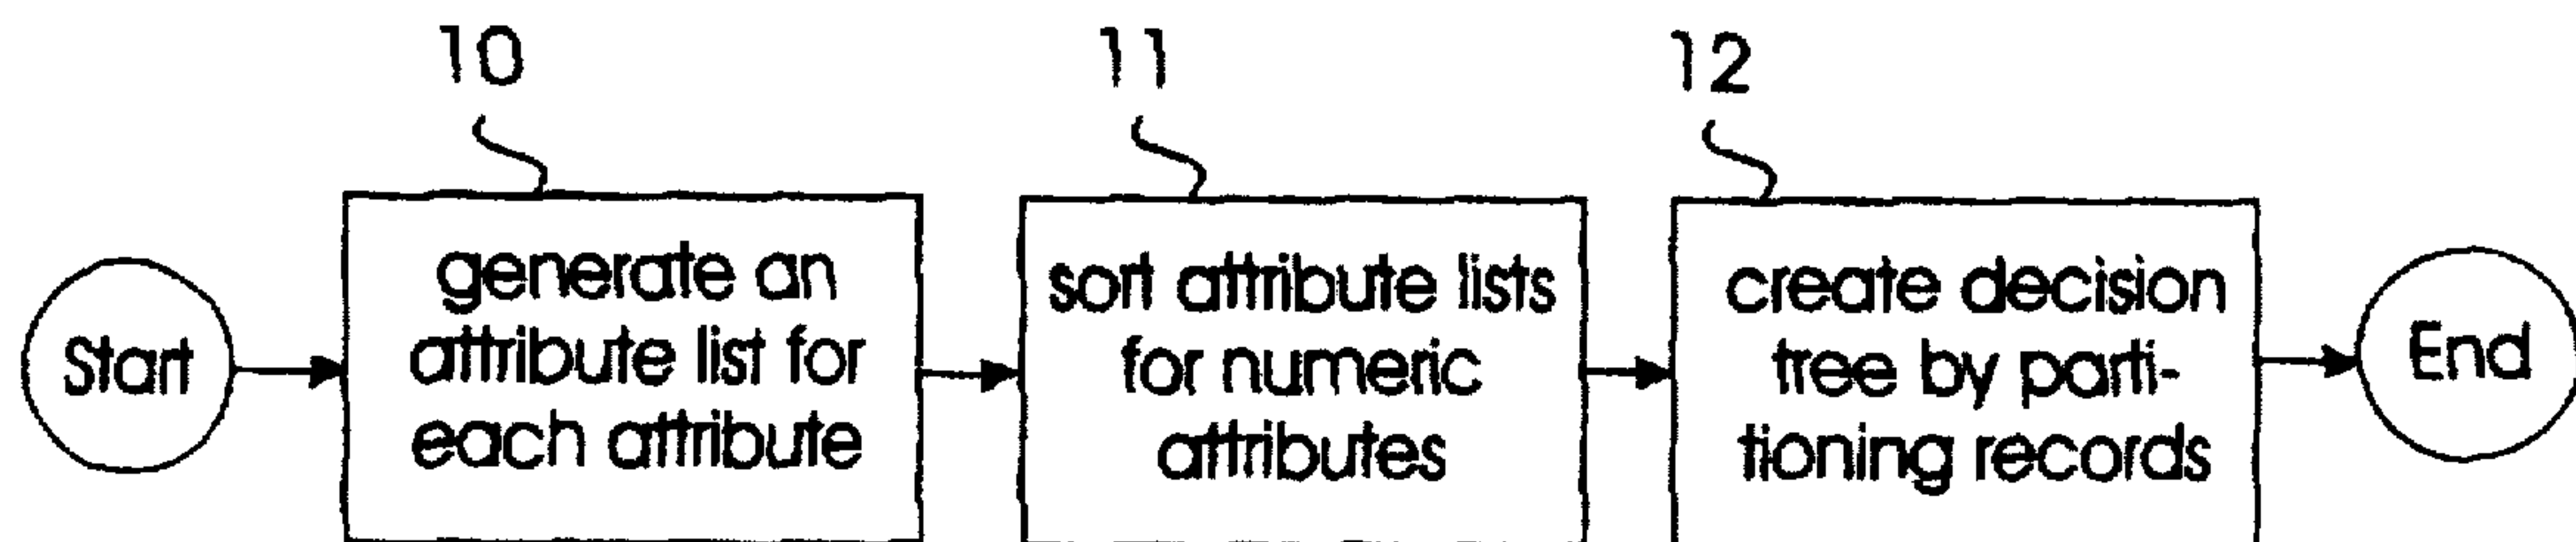 10
11
12
Start
generate an
attribute list for
each attribute
sort attribute lists
for numeric
attributes
create decision
tree by parti-
tioning records
End